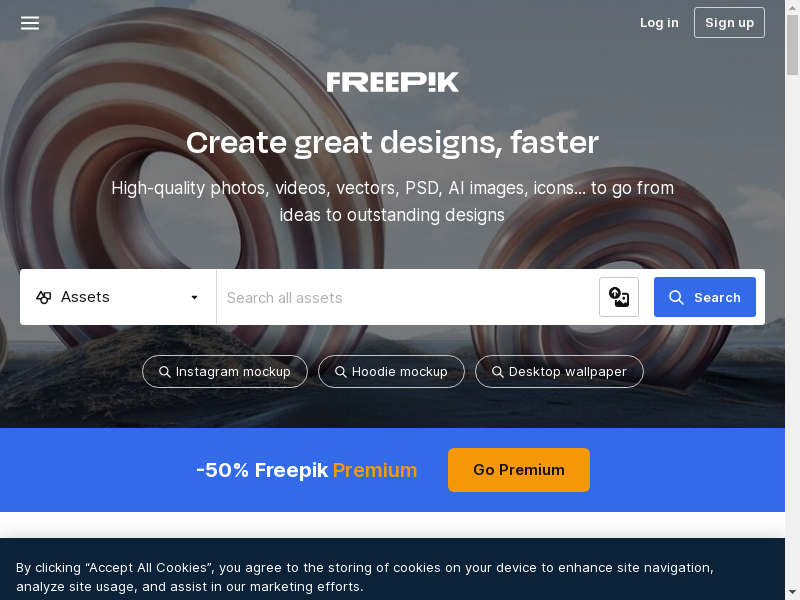 Log in
Sign up
FREEPIK
Create great designs, faster
High-quality photos, videos, vectors, PSD, AI images, icons... to go from
ideas to outstanding designs
Assets
Search all assets
Search
Instagram mockup
Hoodie mockup
Desktop wallpaper
-50% Freepik Premium
Go Premium
By clicking “Accept All Cookies”, you agree to the storing of cookies on your device to enhance site navigation,
analyze site usage, and assist in our marketing efforts.